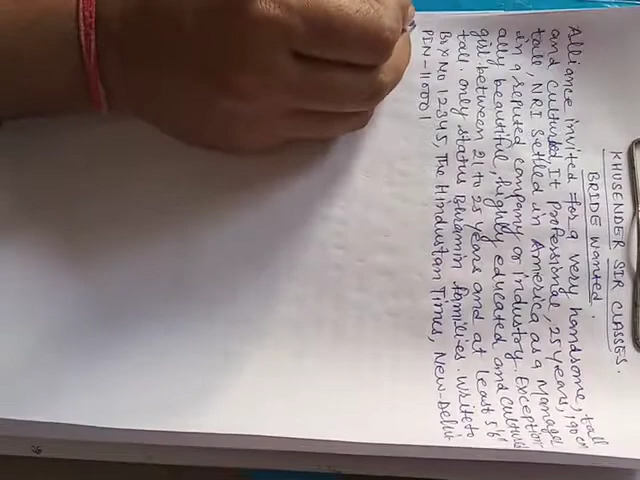 KHUSENDER SIR CLASSES.
BRIDE wanted.
Alliance invited for a very handsome, tall
and cultured, It professional, 25 years, 190 cm
tall, NRI settled in America as a Manager
in a reputed company or industry. Exception
ally beautiful, highly educated and cultured
girl between 21 to 25 years and at least 5'6"
tall. only status Bhramin families. write to
Box No 12345, The Hindustan Times, New-Delhi
PIN-110001